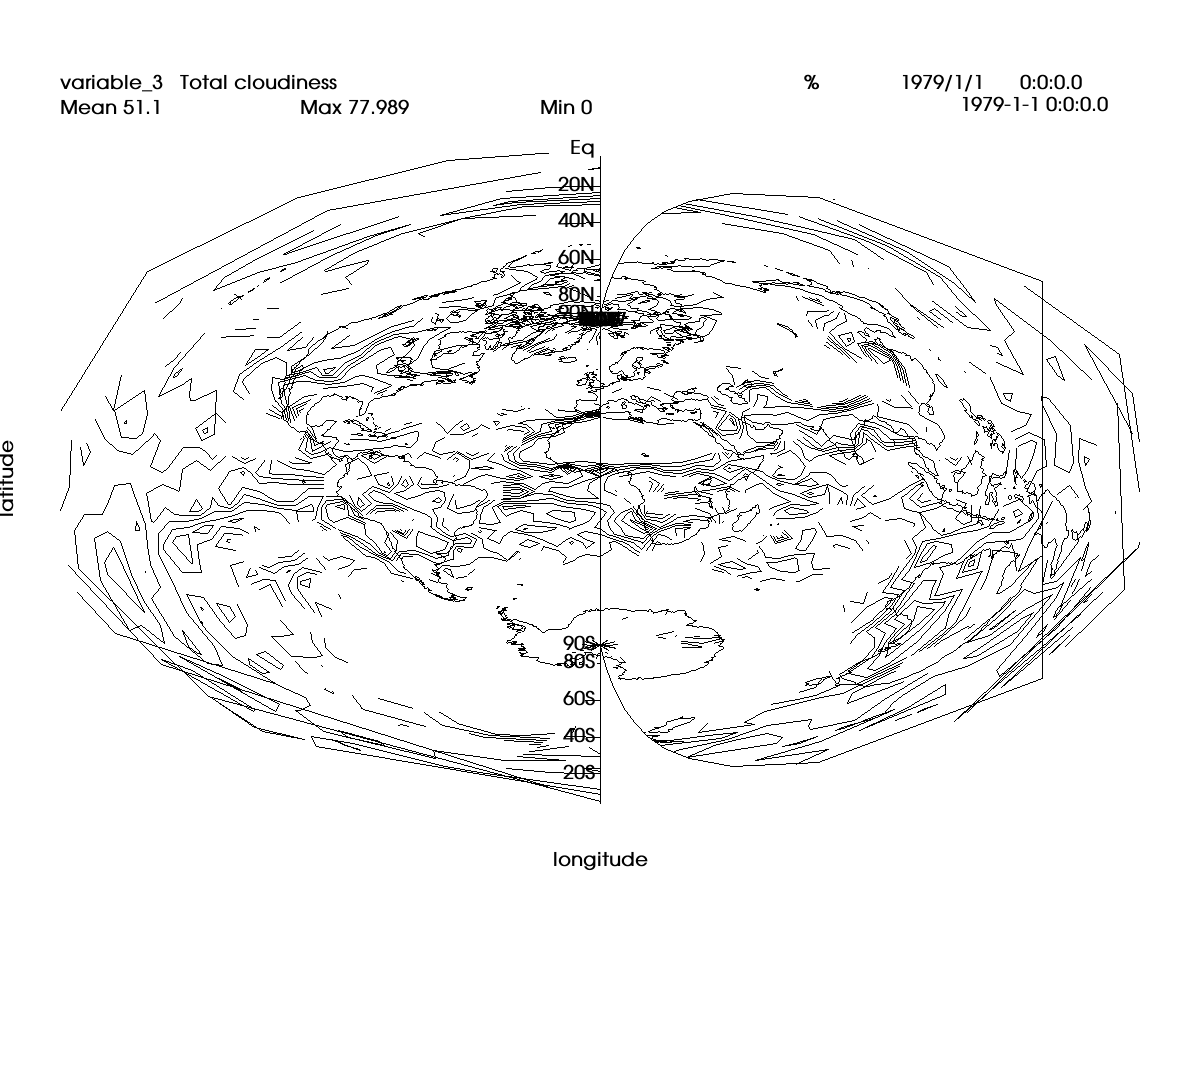 variable_3 Total cloudiness % 1979/1/1 0:0:0.0
Mean 51.1 Max 77.989 Min 0 1979-1-1 0:0:0.0
Eq
20N
40N
60N
80N
90N
latitude
90S
80S
60S
40S
20S
longitude